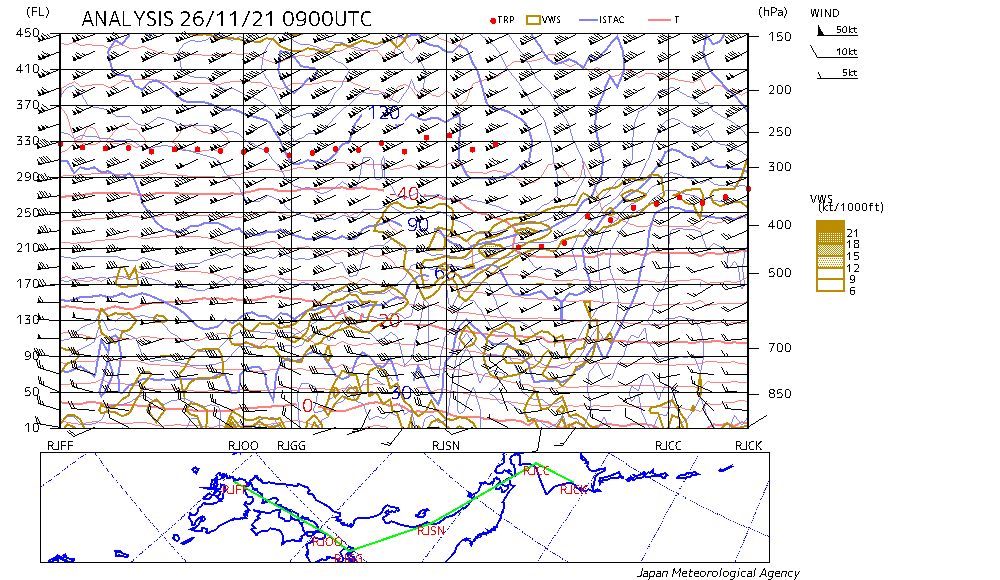 (FL)
ANALYSIS 26/11/21 0900UTC
TRP
VWS
ISTAC
T
(hPa)
WIND
50kt
10kt
5kt
450
410
370
330
290
250
210
170
130
90
50
10
150
200
250
300
400
500
700
850
120
-40
90
60
-20
30
0
VWS
(kt/1000ft)
21
18
15
12
9
6
RJFF
RJOO
RJGG
RJSN
RJCC
RJCK
RJFF
RJOO
RJGG
RJSN
RJCC
RJCK
Japan Meteorological Agency